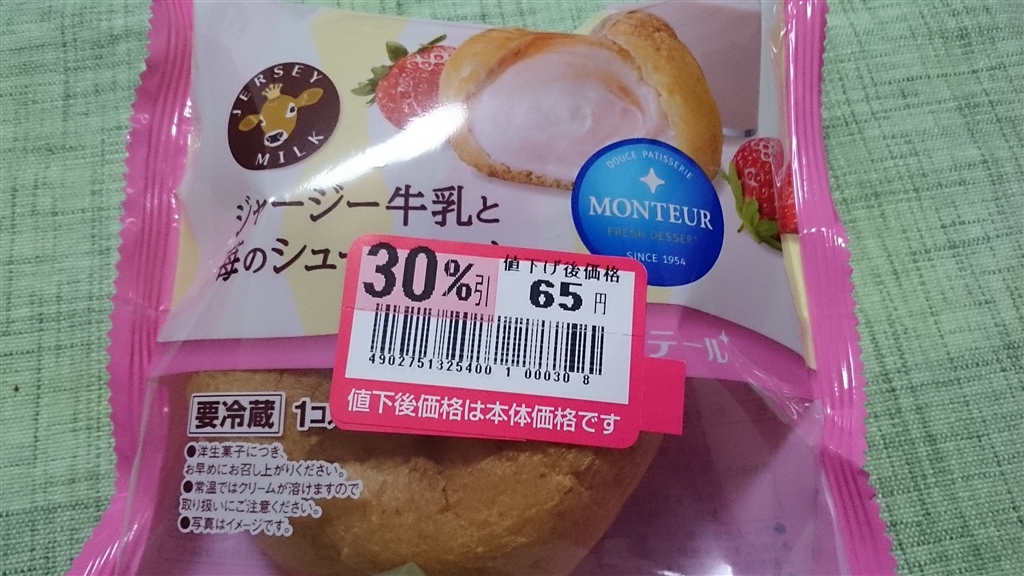 JERSEY
MILK
DOUCE PATISSERIE
MONTEUR
FRESH DESSERT
SINCE 1954
ジャージー牛乳と
苺のシュー
30%引
値下げ後価格
65円
4902751325400 1 00030 8
値下後価格は本体価格です
テール
要冷蔵 1コ
●洋生菓子につき、
お早めにお召し上がりください。
●常温ではクリームが溶けますので
取り扱いにご注意ください。
●写真はイメージです。